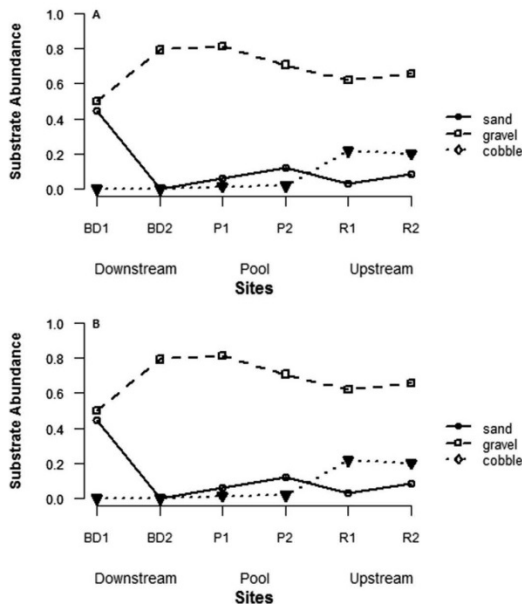 A
Substrate Abundance
1.0
0.8
0.6
0.4
0.2
0.0
BD1 BD2 P1 P2 R1 R2
Downstream Pool Upstream
Sites
sand
gravel
cobble
B
Substrate Abundance
1.0
0.8
0.6
0.4
0.2
0.0
BD1 BD2 P1 P2 R1 R2
Downstream Pool Upstream
Sites
sand
gravel
cobble